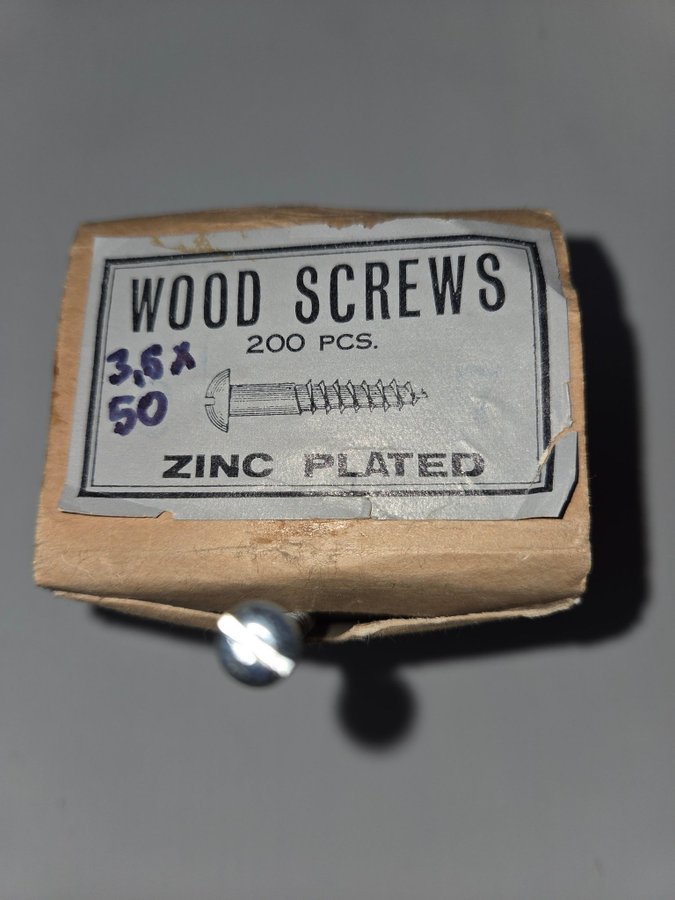 WOOD SCREWS
200 PCS.
3,5 x
50
ZINC PLATED